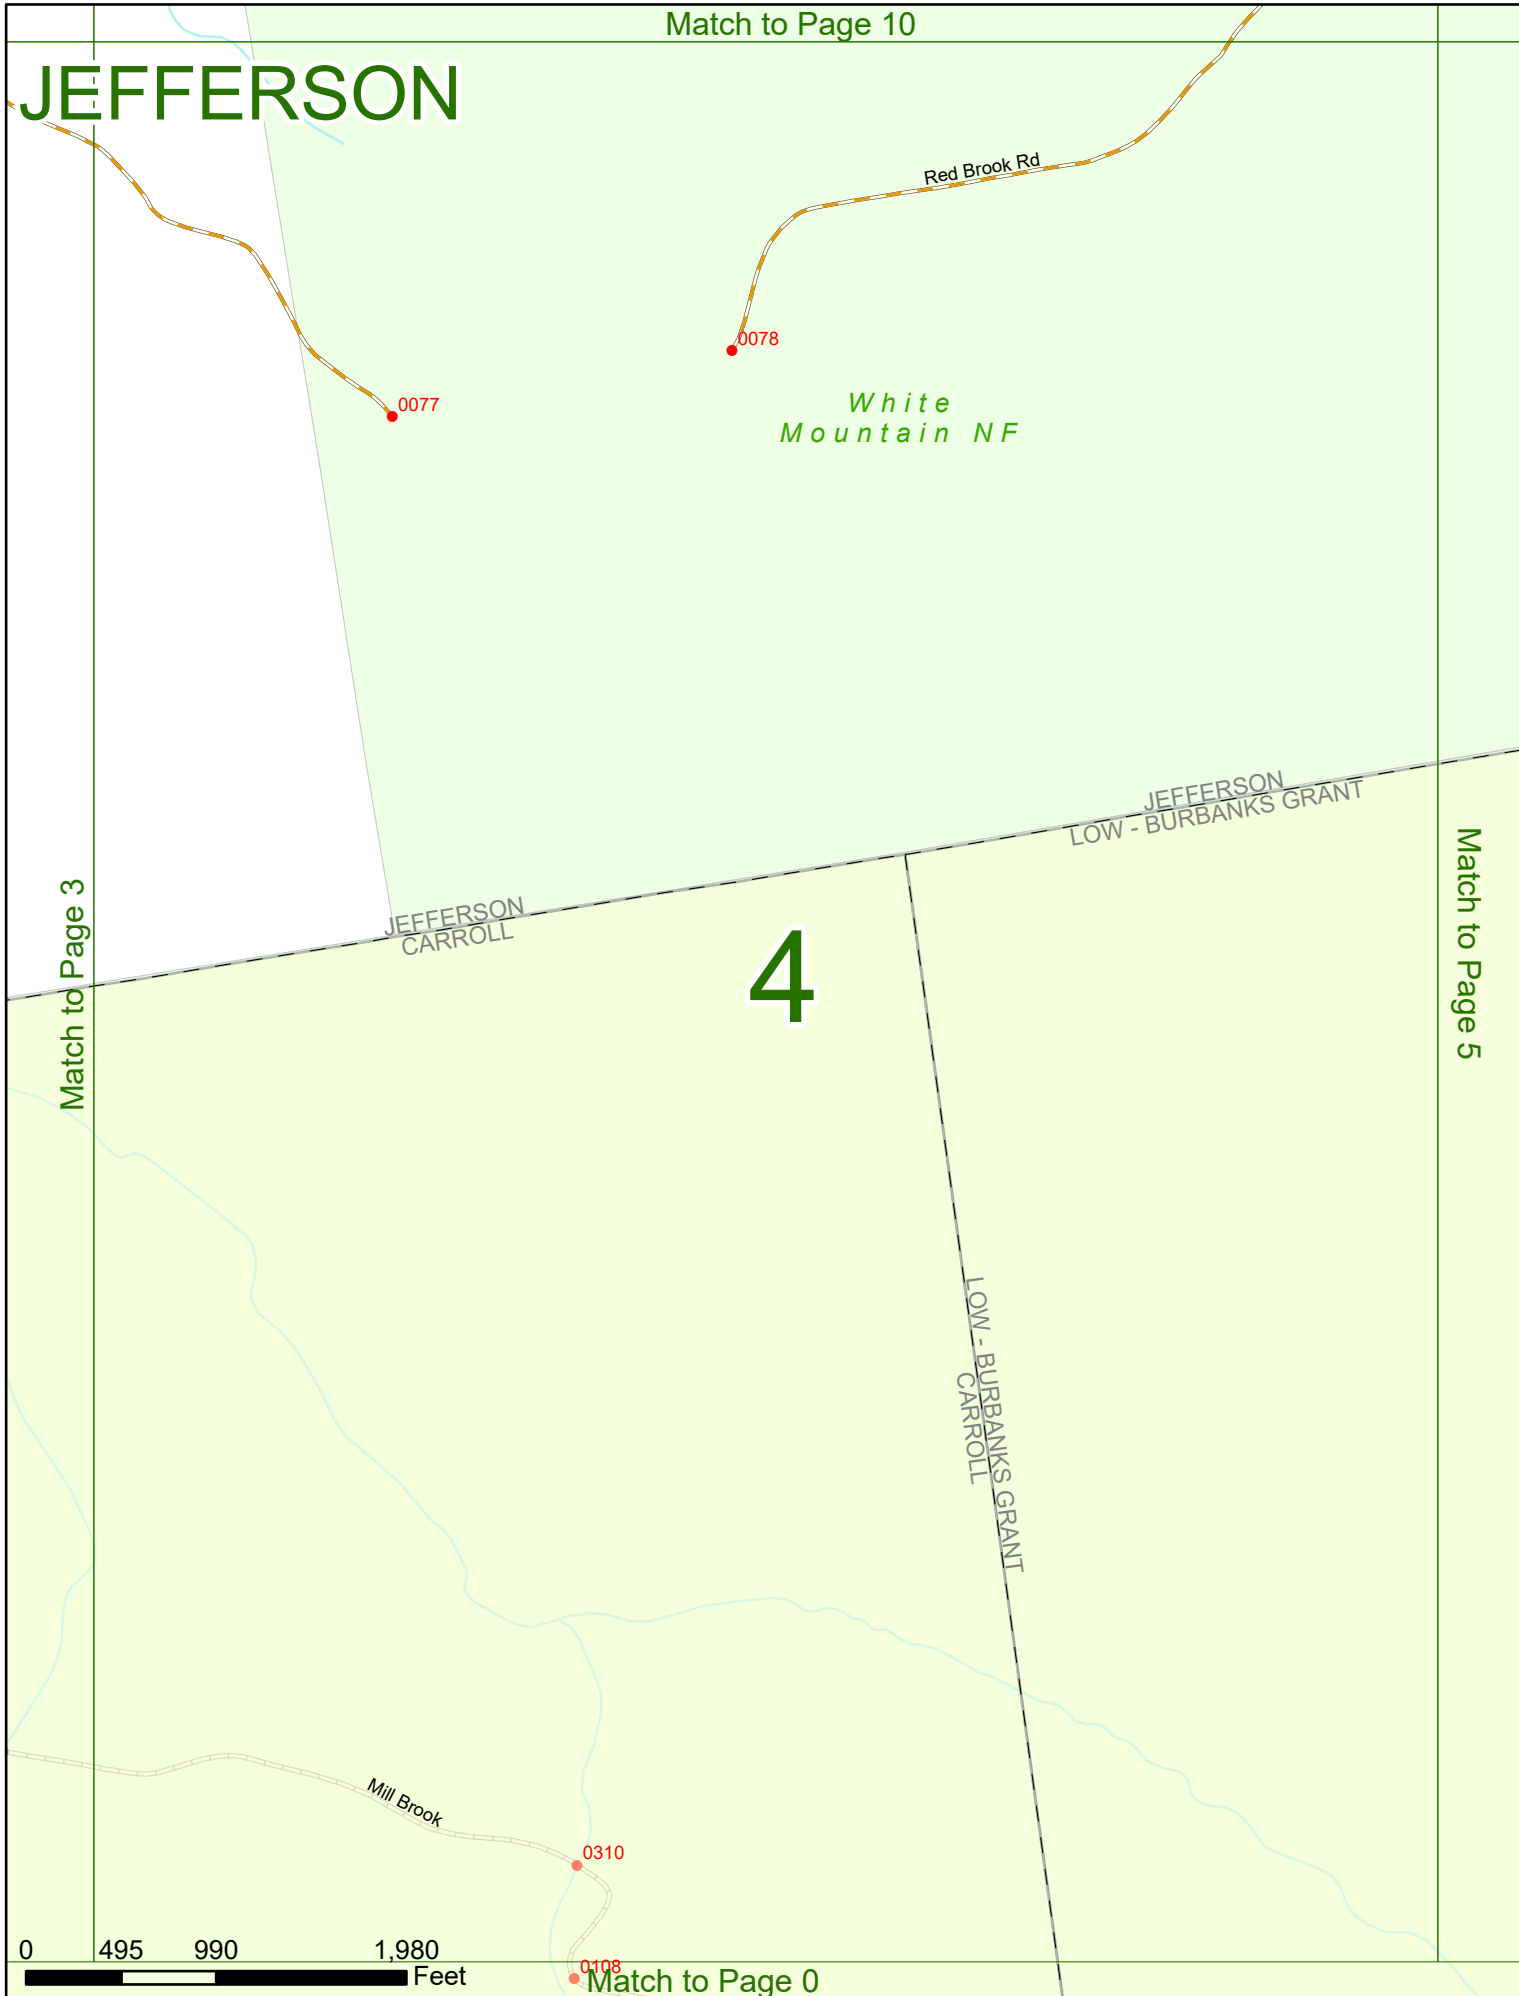 Match to Page 10
JEFFERSON
Red Brook Rd
0078
0077
White
Mountain NF
JEFFERSON
LOW - BURBANKS GRANT
Match to Page 3
Match to Page 5
JEFFERSON
CARROLL
4
LOW - BURBANKS GRANT
CARROLL
Mill Brook
0310
0 495 990 1,980
Feet
0108
Match to Page 0